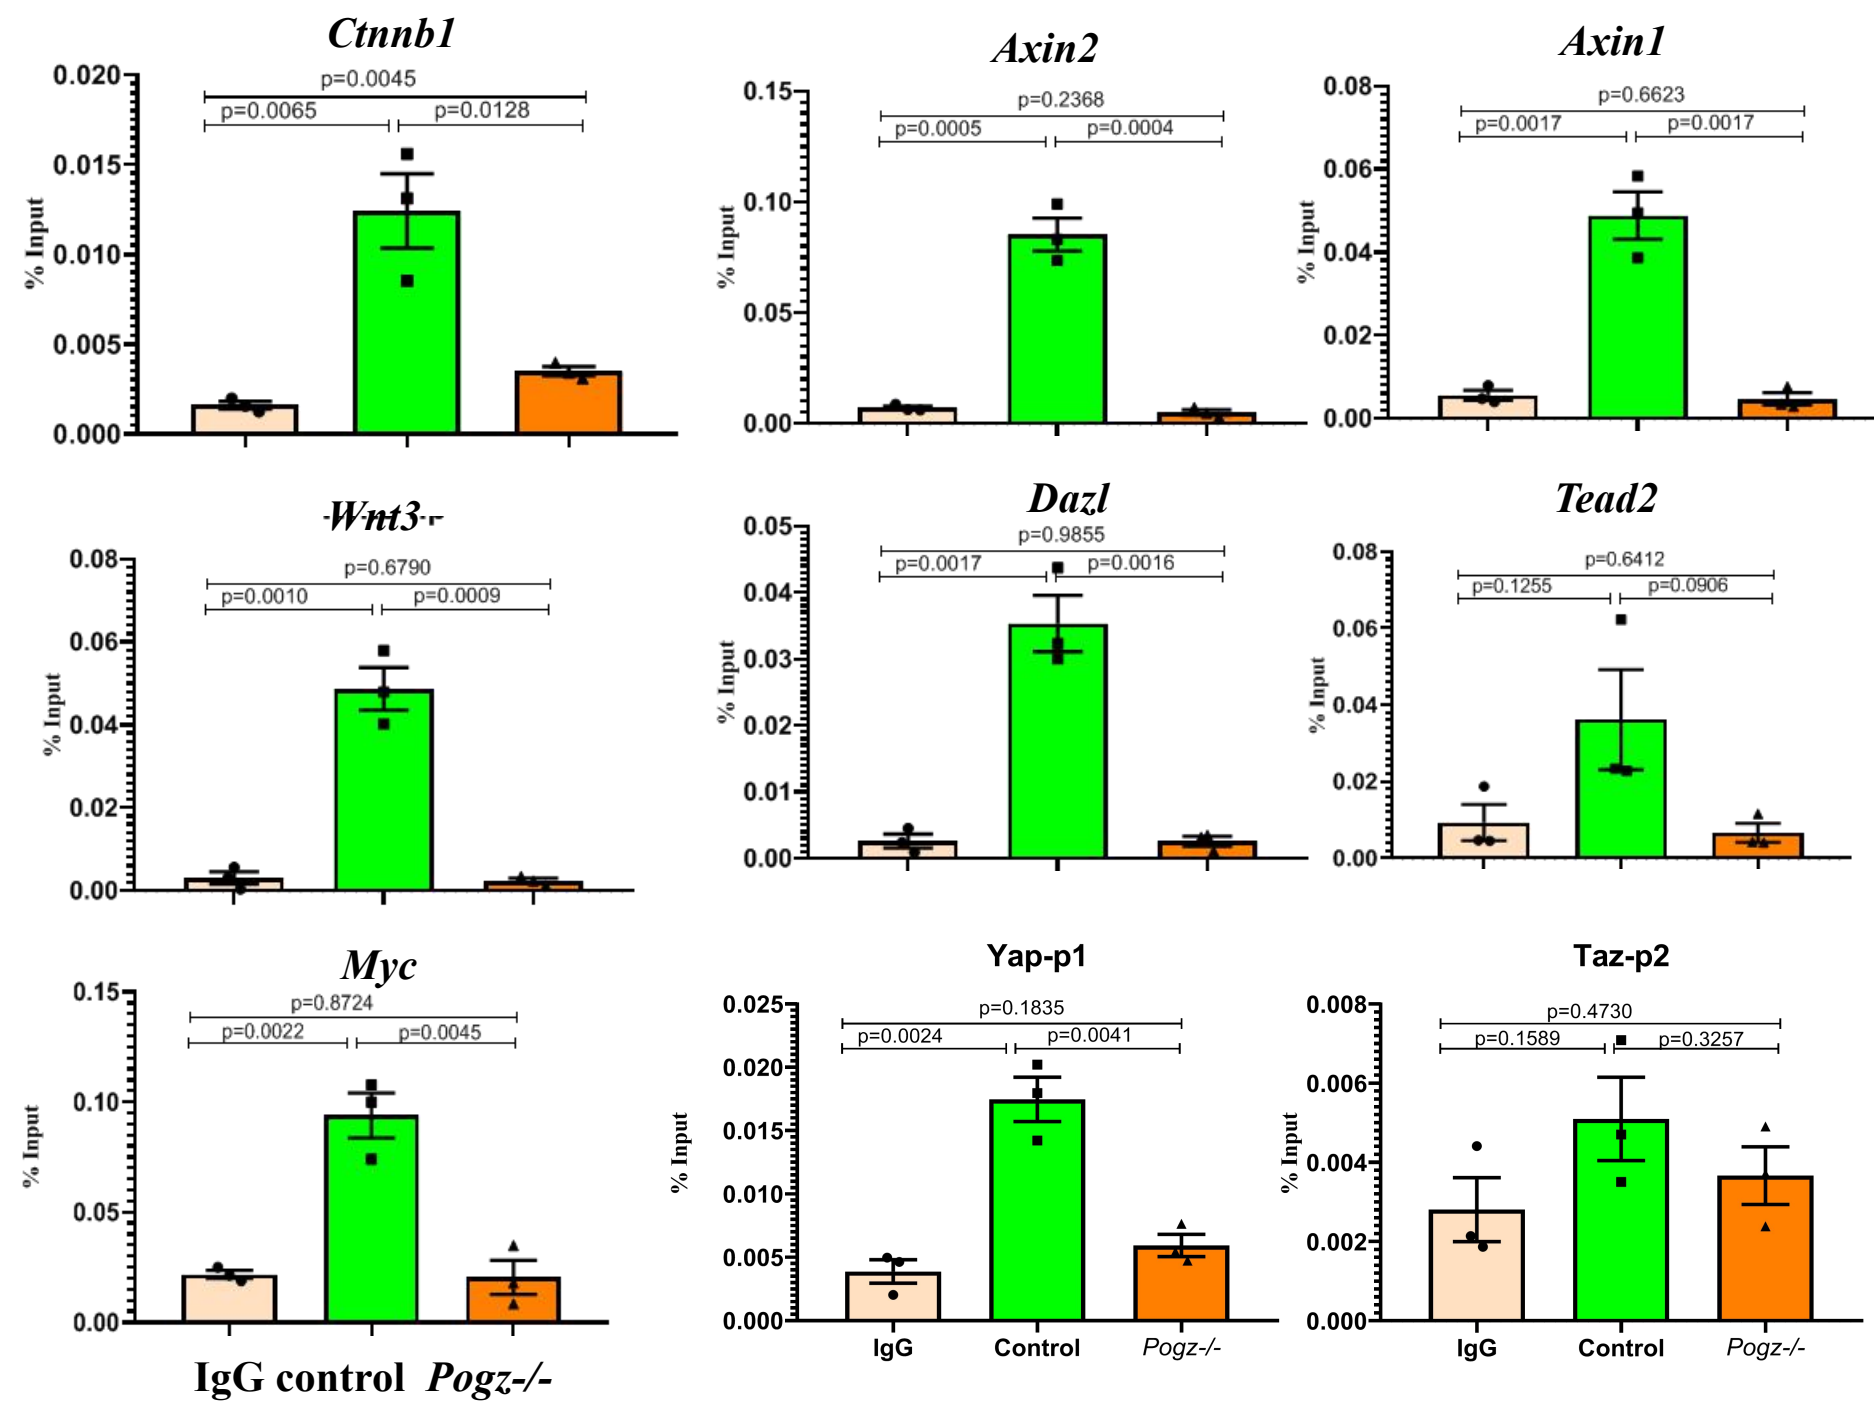 Ctnnb1
0.020
p=0.0045
p=0.0065
p=0.0128
0.015
0.010
0.005
0.000
% Input
Axin2
0.15
p=0.2368
p=0.0005
p=0.0004
0.10
0.05
0.00
% Input
Axin1
0.08
p=0.6623
p=0.0017
p=0.0017
0.06
0.04
0.02
0.00
% Input
Wnt3
0.08
p=0.6790
p=0.0010
p=0.0009
0.06
0.04
0.02
0.00
% Input
Dazl
0.05
p=0.9855
p=0.0017
p=0.0016
0.04
0.03
0.02
0.01
0.00
% Input
Tead2
0.08
p=0.6412
p=0.1255
p=0.0906
0.06
0.04
0.02
0.00
% Input
Myc
0.15
p=0.8724
p=0.0022
p=0.0045
0.10
0.05
0.00
% Input
IgG control Pogz-/-
Yap-p1
0.025
p=0.1835
p=0.0024
p=0.0041
0.020
0.015
0.010
0.005
0.000
% Input
IgG Control Pogz-/-
Taz-p2
0.008
p=0.4730
p=0.1589
p=0.3257
0.006
0.004
0.002
0.000
% Input
IgG Control Pogz-/-